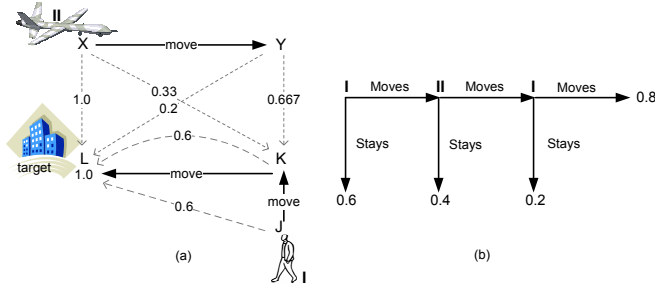 II
X move Y
1.0 0.33 0.667
0.2
0.6
L K
target 1.0 move
move
0.6
J
I
(a)
I Moves II Moves I Moves
0.8
Stays Stays Stays
0.6 0.4 0.2
(b)